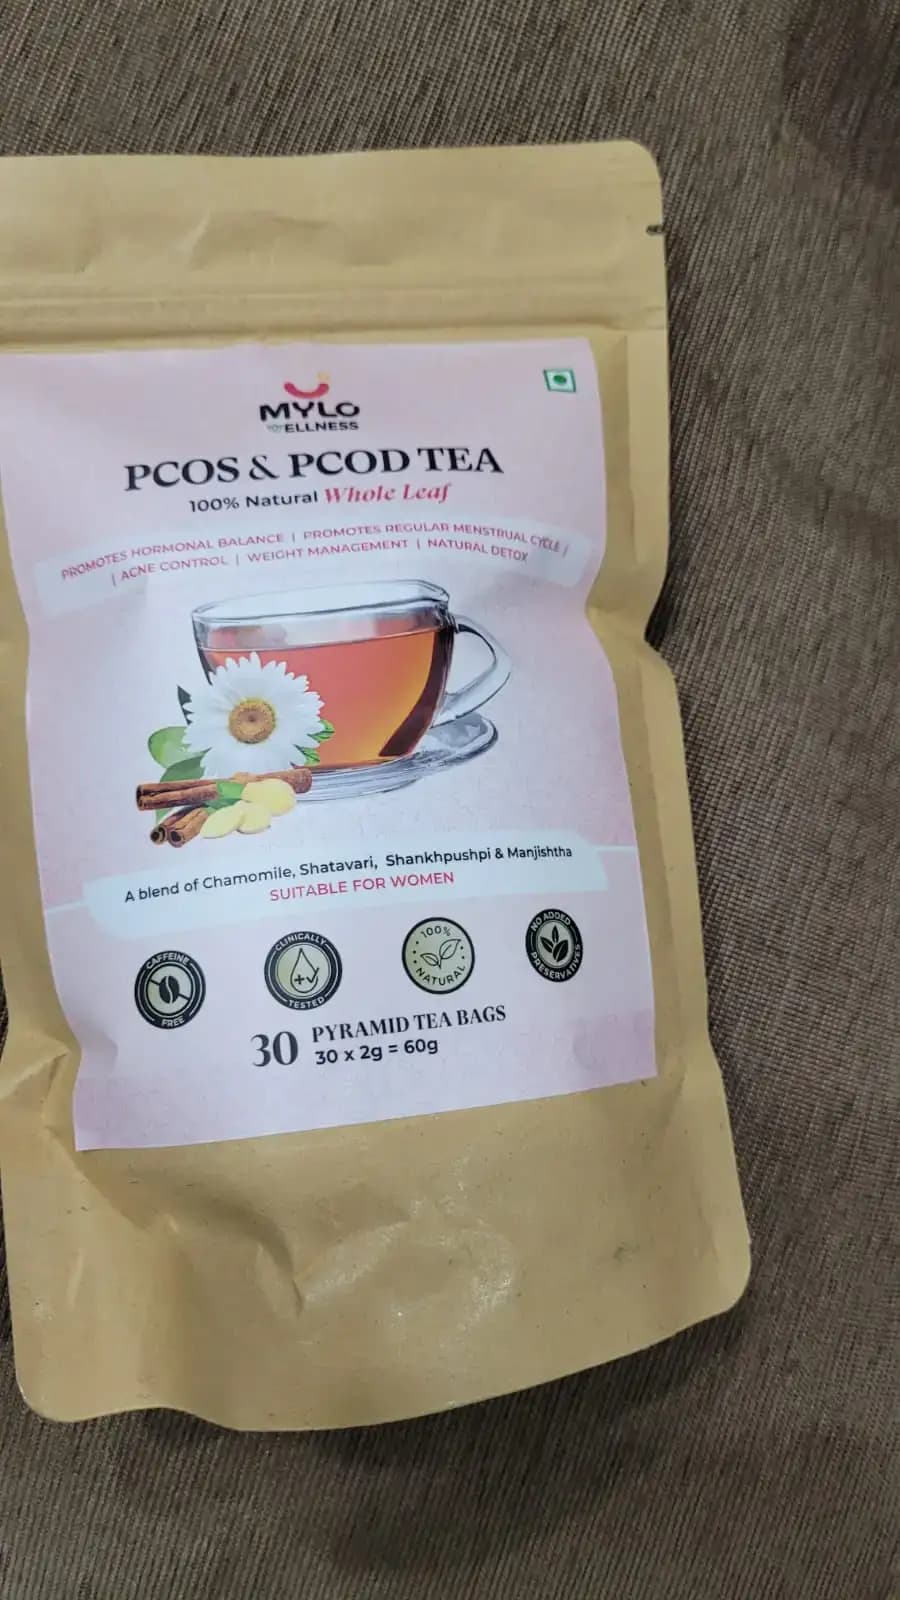 MYLO
WELLNESS
PCOS & PCOD TEA
100% Natural Whole Leaf
PROMOTES HORMONAL BALANCE | PROMOTES REGULAR MENSTRUAL CYCLE |
| ACNE CONTROL | WEIGHT MANAGEMENT | NATURAL DETOX
A blend of Chamomile, Shatavari, Shankhpushpi & Manjishtha
SUITABLE FOR WOMEN
CAFFEINE
FREE
CLINICALLY
TESTED
100%
NATURAL
NO ADDED
PRESERVATIVES
30 PYRAMID TEA BAGS
30 x 2g = 60g